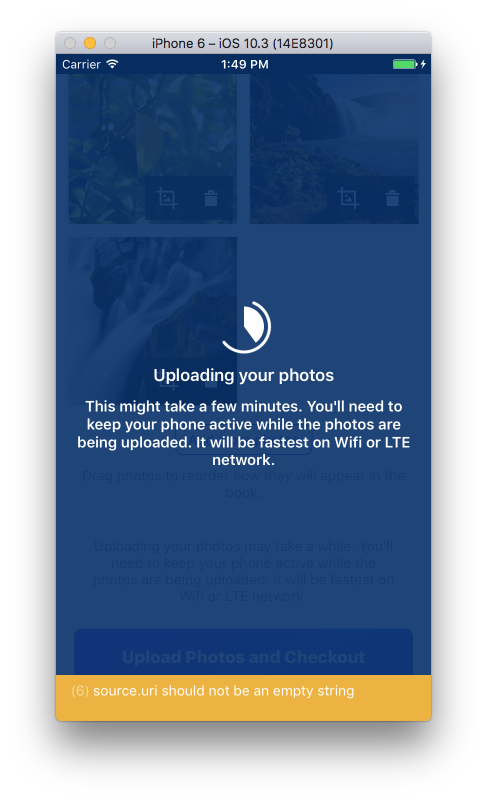 iPhone 6 – iOS 10.3 (14E8301)
Carrier
1:49 PM
Uploading your photos
This might take a few minutes. You'll need to
keep your phone active while the photos are
being uploaded. It will be fastest on Wifi or LTE
network.
Drag photos to reorder how they will appear in the
book.
Uploading your photos may take a while. You'll
need to keep your phone active while the
photos are being uploaded. It will be fastest on
Wifi or LTE network
Upload Photos and Checkout
(6) source.uri should not be an empty string